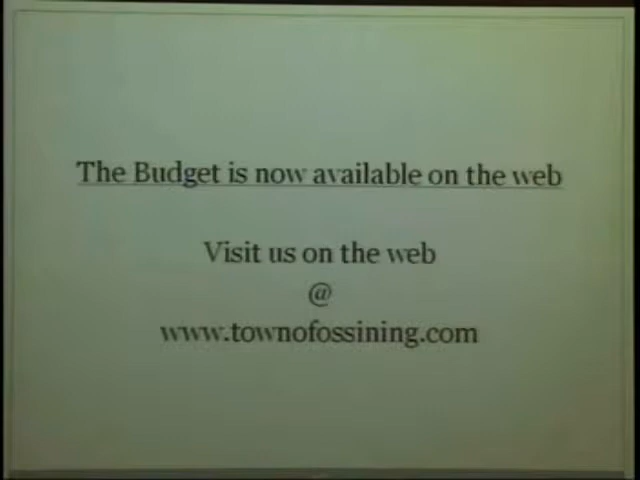 The Budget is now available on the web
Visit us on the web
@
www.townofossining.com